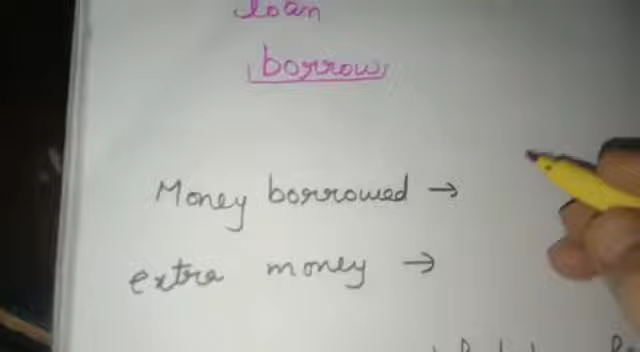 loan
borrow
Money borrowed →
extra money →